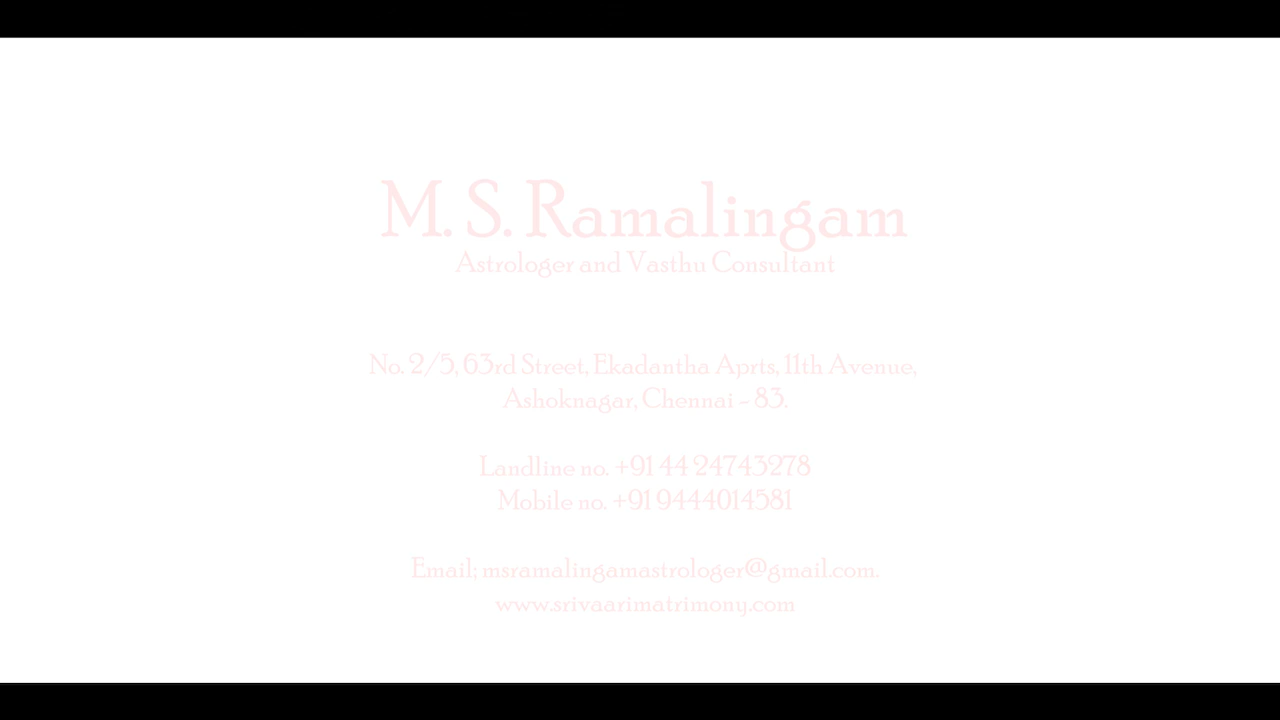 M. S. Ramalingam
Astrologer and Vasthu Consultant
No. 2/5, 63rd Street, Ekadantha Aprts, 11th Avenue,
Ashoknagar, Chennai - 83.
Landline no. +91 44 24743278
Mobile no. +91 9444014581
Email; msramalingamastrologer@gmail.com.
www.srivaarimatrimony.com